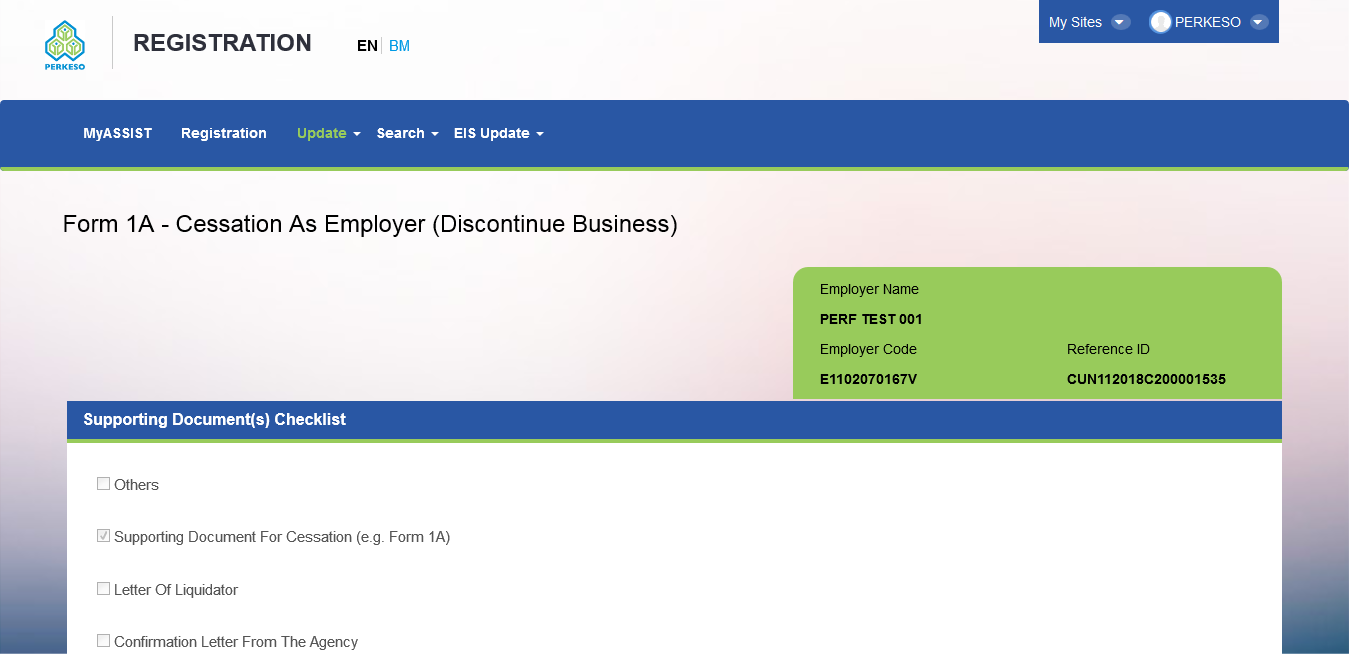 My Sites
PERKESO
PERKESO
REGISTRATION
EN BM
MyASSIST Registration Update Search EIS Update
Form 1A - Cessation As Employer (Discontinue Business)
Employer Name
PERF TEST 001
Employer Code Reference ID
E1102070167V CUN112018C200001535
Supporting Document(s) Checklist
Others
Supporting Document For Cessation (e.g. Form 1A)
Letter Of Liquidator
Confirmation Letter From The Agency